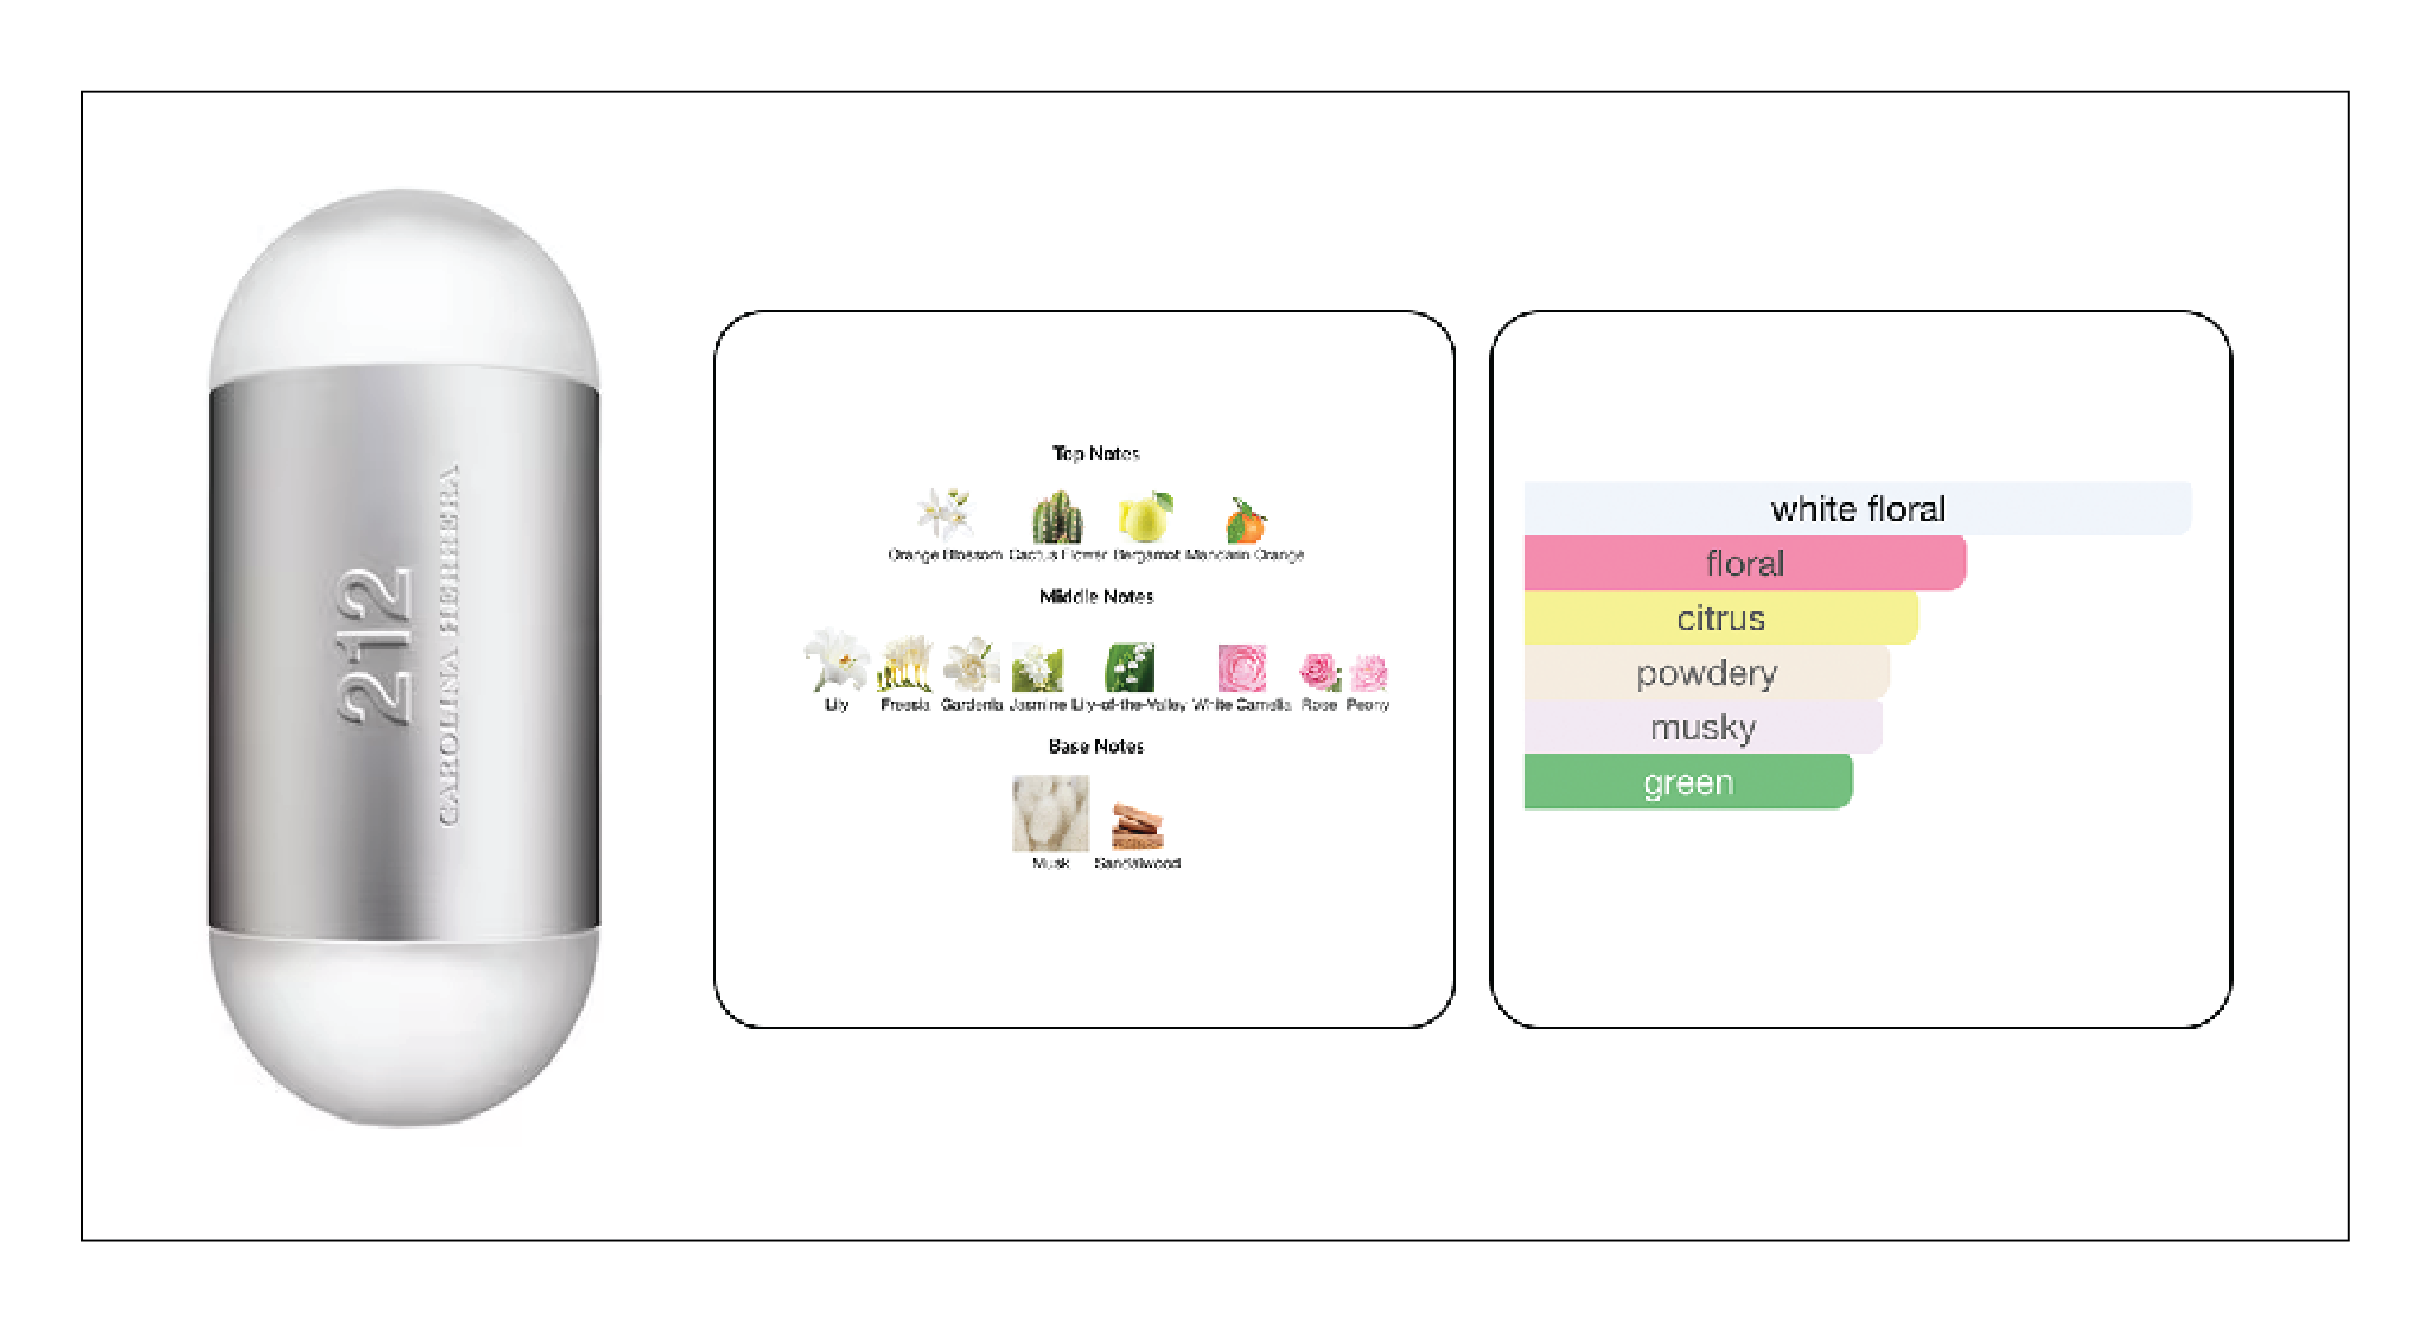 212
CAROLINA HERRERA
Top Notes
Orange Blossom Cactus Flower Bergamot Mandarin Orange
Middle Notes
Lily Freesia Gardenia Jasmine Lily-of-the-Valley White Camelia Rose Peony
Base Notes
Musk Sandalwood
white floral
floral
citrus
powdery
musky
green